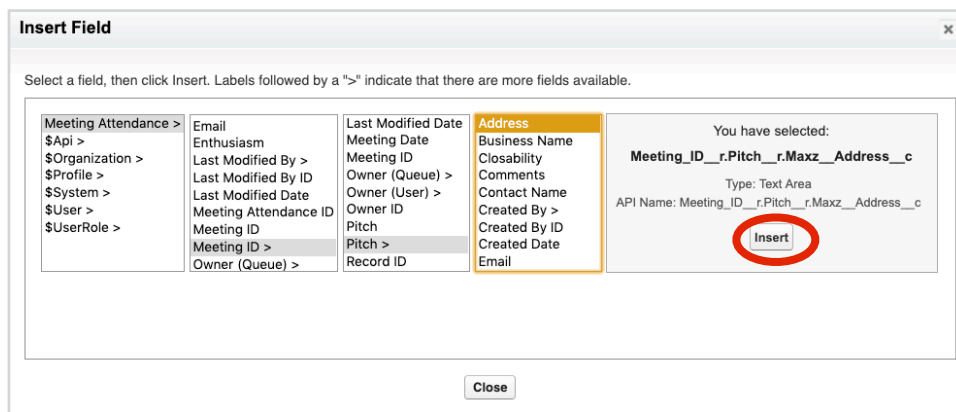 Insert Field
×
Select a field, then click Insert. Labels followed by a ">" indicate that there are more fields available.
Meeting Attendance >
$Api >
$Organization >
$Profile >
$System >
$User >
$UserRole >
Email
Enthusiasm
Last Modified By >
Last Modified By ID
Last Modified Date
Meeting Attendance ID
Meeting ID
Meeting ID >
Owner (Queue) >
Last Modified Date
Meeting Date
Meeting ID
Owner (Queue) >
Owner (User) >
Owner ID
Pitch
Pitch >
Record ID
Address
Business Name
Closability
Comments
Contact Name
Created By >
Created By ID
Created Date
Email
You have selected:
Meeting_ID__r.Pitch__r.Maxz__Address__c
Type: Text Area
API Name: Meeting_ID__r.Pitch__r.Maxz__Address__c
Insert
Close